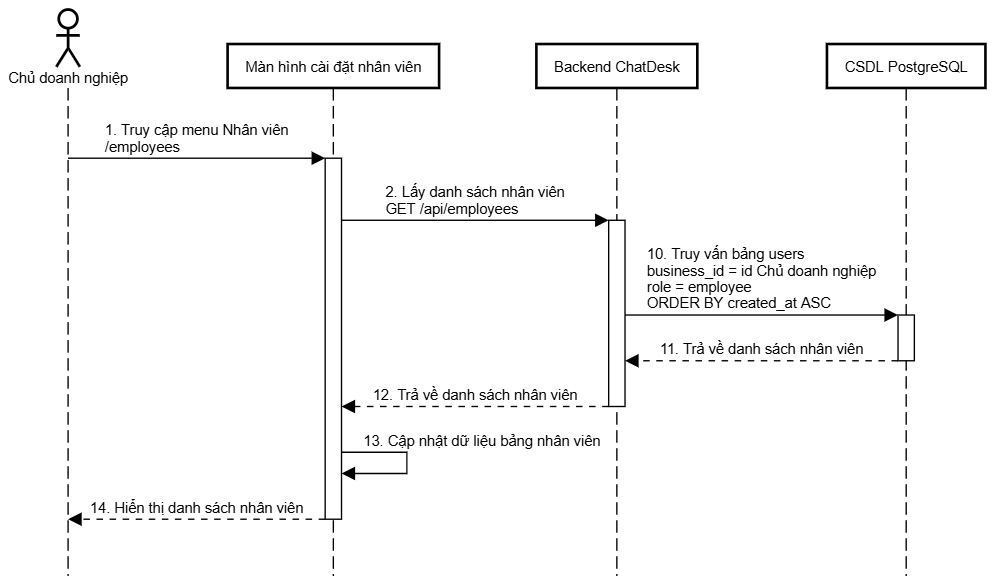 Chủ doanh nghiệp
Màn hình cài đặt nhân viên
Backend ChatDesk
CSDL PostgreSQL
1. Truy cập menu Nhân viên
/employees
2. Lấy danh sách nhân viên
GET /api/employees
10. Truy vấn bảng users
business_id = id Chủ doanh nghiệp
role = employee
ORDER BY created_at ASC
11. Trả về danh sách nhân viên
12. Trả về danh sách nhân viên
13. Cập nhật dữ liệu bảng nhân viên
14. Hiển thị danh sách nhân viên